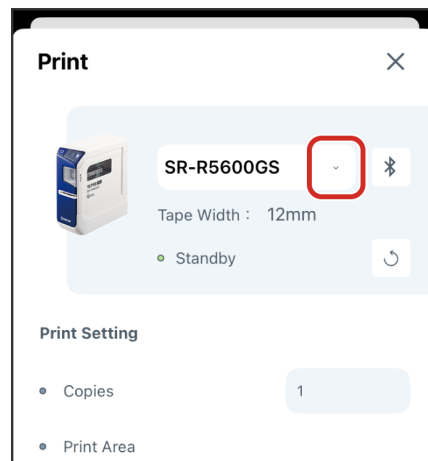 Print
SR-R5600GS
Tape Width : 12mm
Standby
Print Setting
Copies 1
Print Area